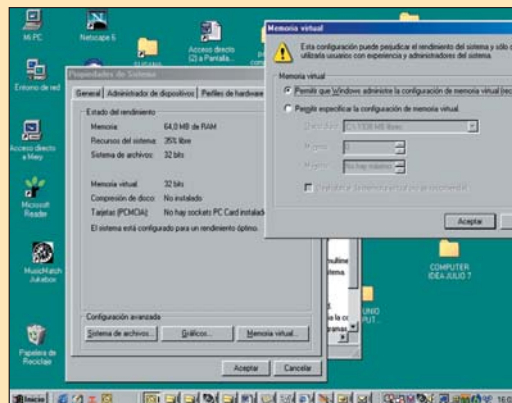 Mi PC
Netscape 6
Acceso directo
(2) a Pantalla...
Entorno de red
Acceso directo
a Mery
Microsoft
Reader
MusicMatch
Jukebox
Papelera de
Reciclaje
Propiedades de Sistema
General
Administrador de dispositivos
Perfiles de hardware
Estado del rendimiento
Memoria: 64,0 MB de RAM
Recursos del sistema: 35% libre
Sistema de archivos: 32 bits
Memoria virtual: 32 bits
Compresión de disco: No instalado
Tarjetas (PCMCIA): No hay sockets PC Card instalad
El sistema está configurado para un rendimiento óptimo.
Configuración avanzada
Sistema de archivos...
Gráficos...
Memoria virtual...
Aceptar
Cancelar
Memoria virtual
Esta configuración puede perjudicar el rendimiento del sistema y sólo d
utilizarla usuarios con experiencia y administradores del sistema.
Memoria virtual
Permitir que Windows administre la configuración de memoria virtual (rec
Permitir especificar la configuración de memoria virtual.
No hay máximo
Aceptar
COMPUTER
IDEA JULIO 7
Inicio